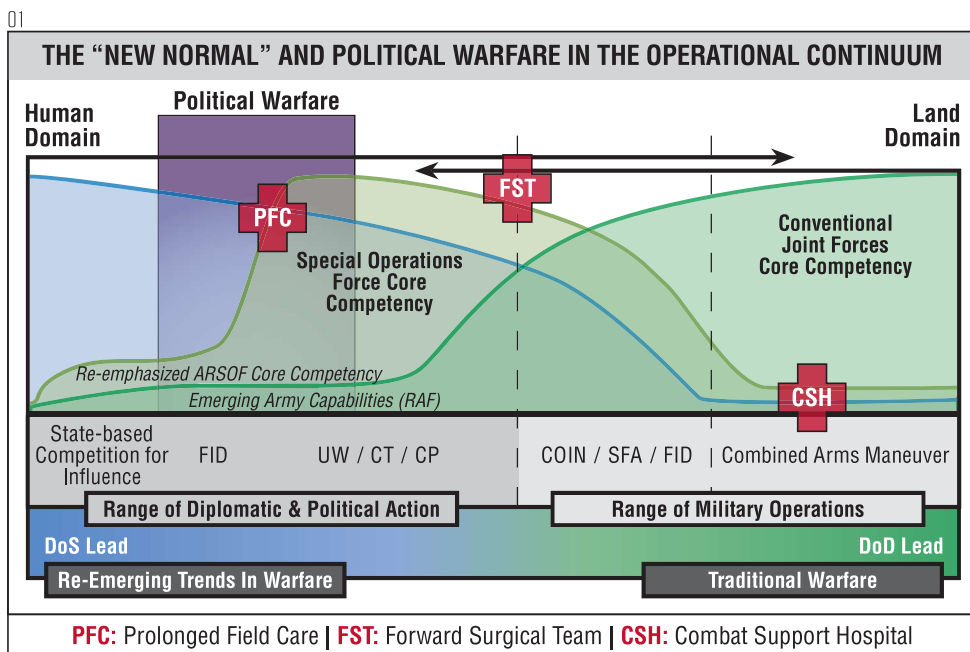 01
THE “NEW NORMAL” AND POLITICAL WARFARE IN THE OPERATIONAL CONTINUUM
Human
Domain
Political Warfare
Land
Domain
PFC
FST
Special Operations
Force Core
Competency
Conventional
Joint Forces
Core Competency
Re-emphasized ARSOF Core Competency
Emerging Army Capabilities (RAF)
CSH
State-based
Competition for
Influence
FID
UW / CT / CP
COIN / SFA / FID
Combined Arms Maneuver
Range of Diplomatic & Political Action
Range of Military Operations
DoS Lead
DoD Lead
Re-Emerging Trends In Warfare
Traditional Warfare
PFC: Prolonged Field Care | FST: Forward Surgical Team | CSH: Combat Support Hospital